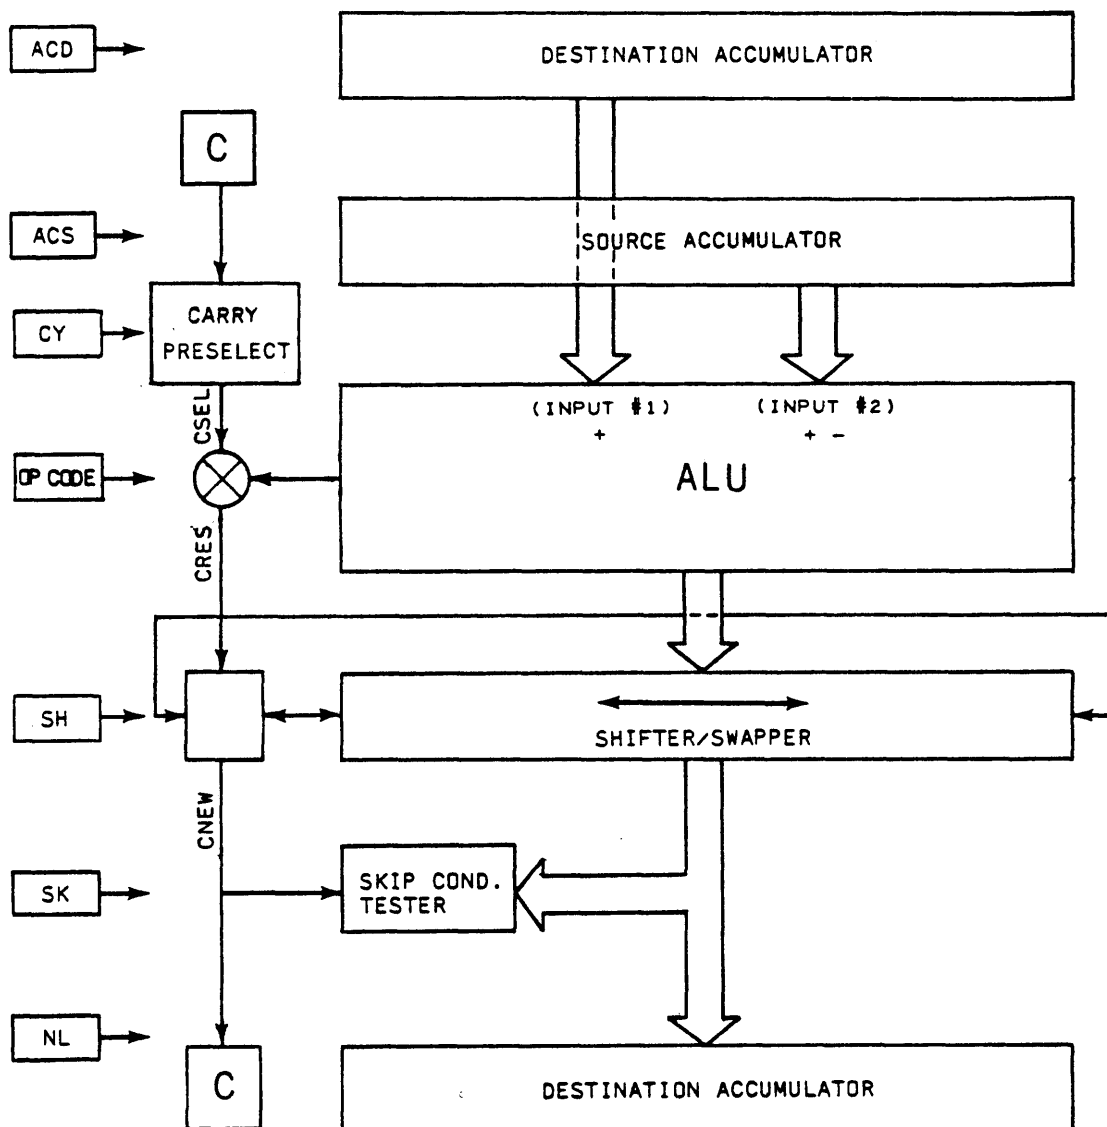 ACD
DESTINATION ACCUMULATOR
C
ACS
SOURCE ACCUMULATOR
CY
CARRY
PRESELECT
CSEL
(INPUT #1)
(INPUT #2)
+
+ -
OP CODE
ALU
CRES
SH
SHIFTER/SWAPPER
CNEW
SK
SKIP COND.
TESTER
NL
C
DESTINATION ACCUMULATOR